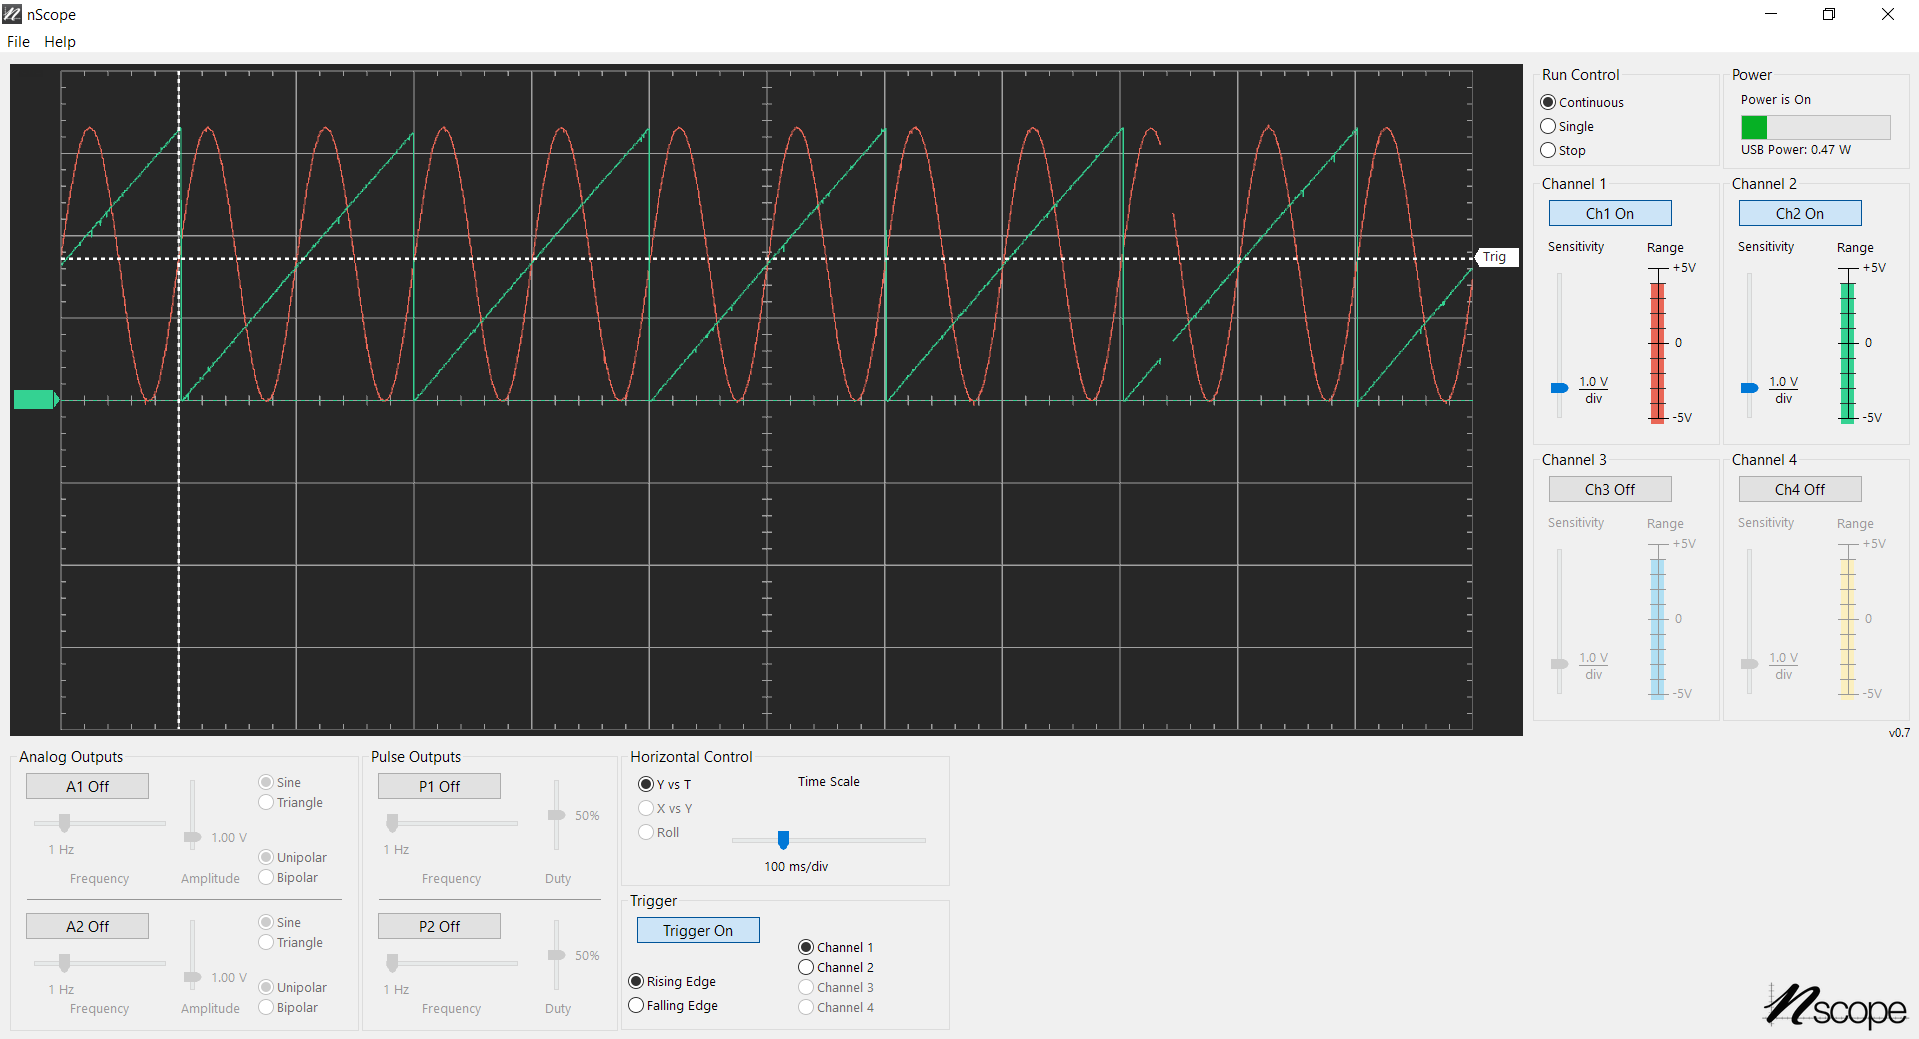 nScope
File Help
Trig
Run Control
Continuous
Single
Stop
Power
Power is On
USB Power: 0.47 W
Channel 1
Ch1 On
Sensitivity Range
+5V
0
-5V
1.0 V
div
Channel 2
Ch2 On
Sensitivity Range
+5V
0
-5V
1.0 V
div
Channel 3
Ch3 Off
Sensitivity Range
+5V
0
-5V
1.0 V
div
Channel 4
Ch4 Off
Sensitivity Range
+5V
0
-5V
1.0 V
div
v0.7
Analog Outputs
A1 Off
1 Hz
Frequency
1.00 V
Amplitude
Sine
Triangle
Unipolar
Bipolar
A2 Off
1 Hz
Frequency
1.00 V
Amplitude
Sine
Triangle
Unipolar
Bipolar
Pulse Outputs
P1 Off
1 Hz
Frequency
50%
Duty
P2 Off
1 Hz
Frequency
50%
Duty
Horizontal Control
Y vs T
X vs Y
Roll
Time Scale
100 ms/div
Trigger
Trigger On
Rising Edge
Falling Edge
Channel 1
Channel 2
Channel 3
Channel 4
nscope